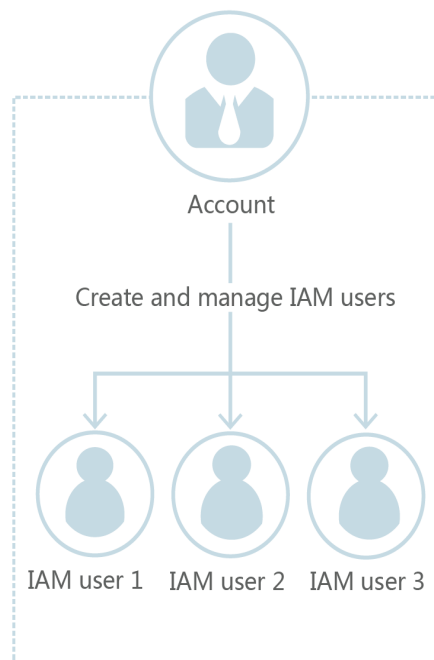 Account
Create and manage IAM users
IAM user 1 IAM user 2 IAM user 3